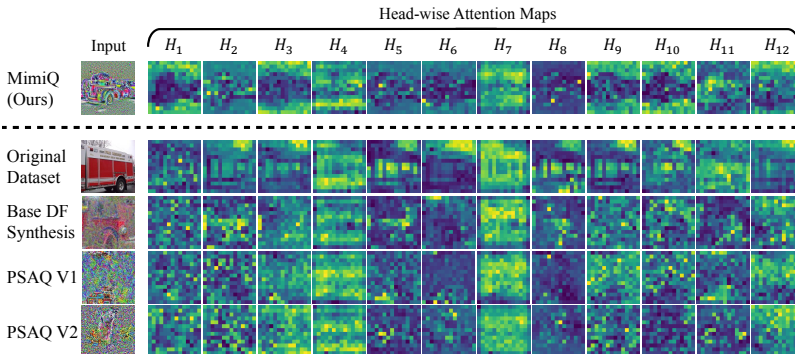 Head-wise Attention Maps
Input H1 H2 H3 H4 H5 H6 H7 H8 H9 H10 H11 H12
MimiQ
(Ours)
Original
Dataset
Base DF
Synthesis
PSAQ V1
PSAQ V2